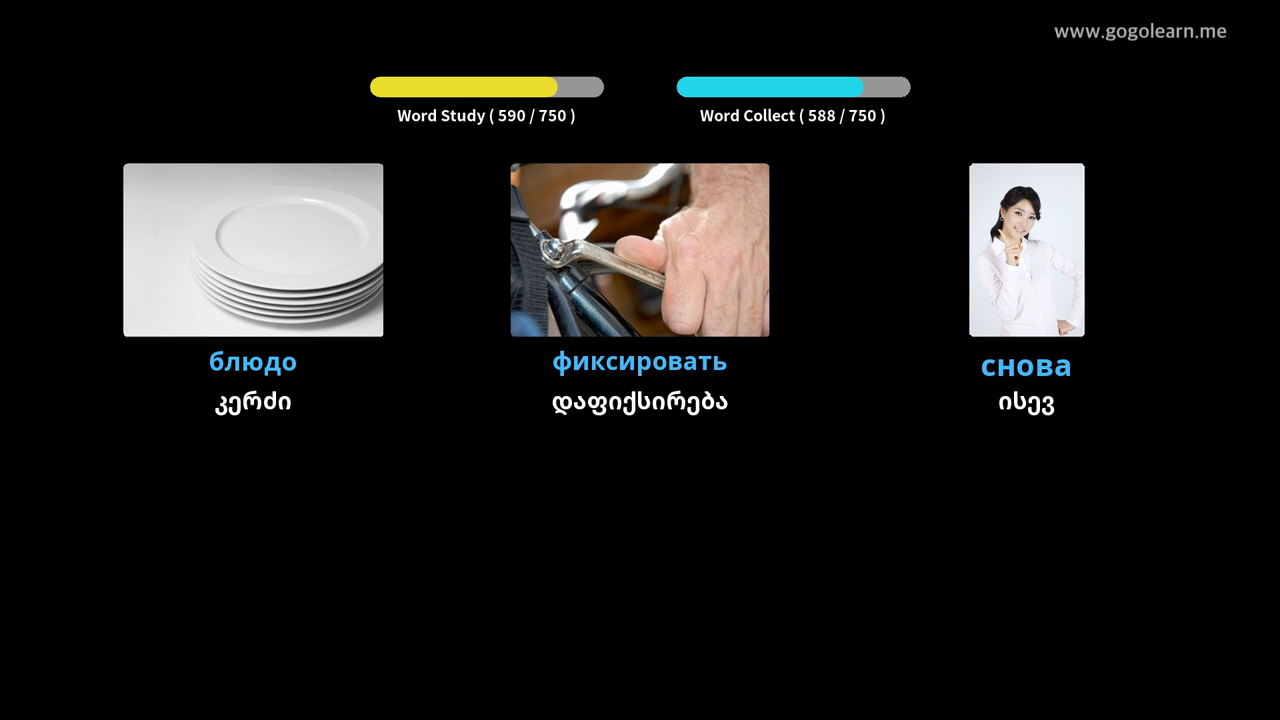 www.gogolearn.me
Word Study ( 590 / 750 )
Word Collect ( 588 / 750 )
блюдо
კერძი
фиксировать
დაფიქსირება
снова
ისევ